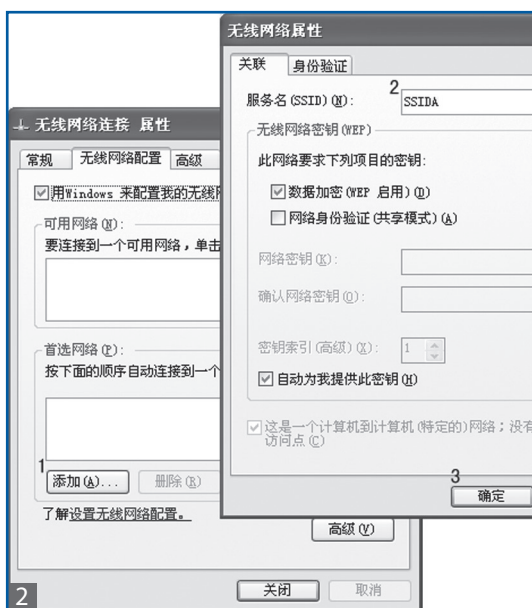 无线网络属性
关联 身份验证
2
服务名(SSID)(N): SSIDA
无线网络密钥(WEP)
此网络要求下列项目的密钥:
数据加密(WEP 启用)(D)
网络身份验证(共享模式)(A)
网络密钥(K):
确认网络密钥(O):
密钥索引(高级)(X): 1
自动为我提供此密钥(H)
这是一个计算机到计算机(特定的)网络;没有
访问点(C)
3
确定
无线网络连接 属性
常规 无线网络配置 高级
用Windows 来配置我的无线
可用网络(N):
要连接到一个可用网络,单击
首选网络(P):
按下面的顺序自动连接到一个
1
添加(A)... 删除(R)
了解设置无线网络配置。
高级(V)
关闭 取消
2